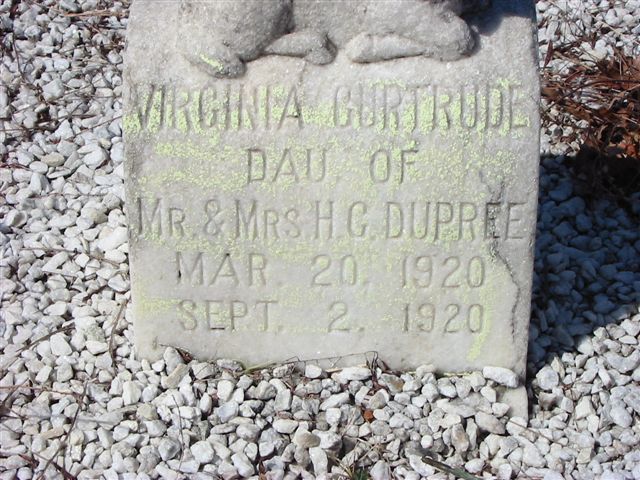 VIRGINIA GURTRUDE
DAU. OF
MR. & MRS H. G. DUPREE
MAR. 20. 1920
SEPT. 2. 1920